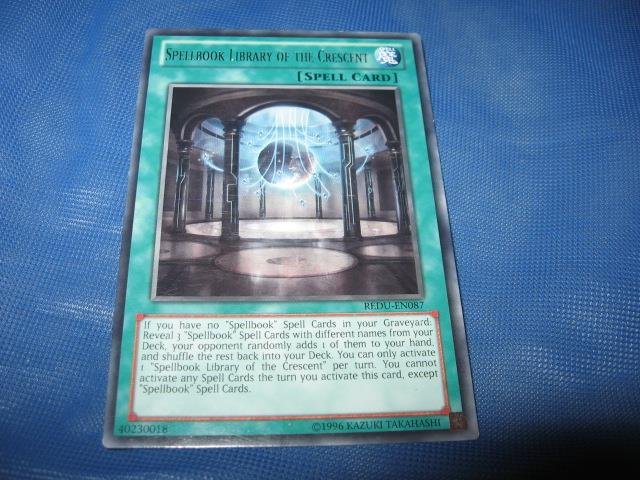 Spellbook Library of the Crescent
[Spell Card]
REDU-EN087
If you have no "Spellbook" Spell Cards in your Graveyard:
Reveal 3 "Spellbook" Spell Cards with different names from your
Deck, your opponent randomly adds 1 of them to your hand,
and shuffle the rest back into your Deck. You can only activate
1 "Spellbook Library of the Crescent" per turn. You cannot
activate any Spell Cards the turn you activate this card, except
"Spellbook" Spell Cards.
40230018
©1996 KAZUKI TAKAHASHI